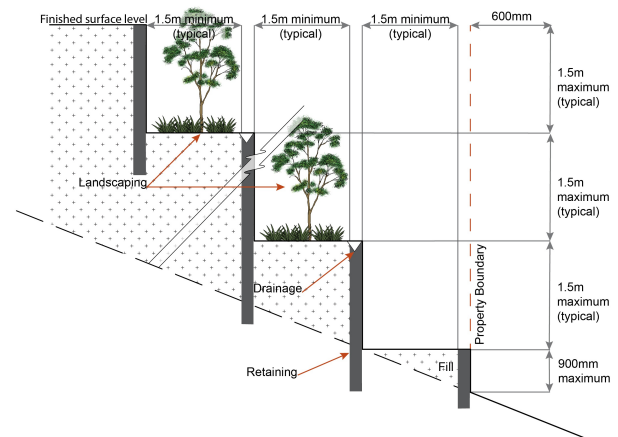 Finished surface level
1.5m minimum
(typical)
1.5m minimum
(typical)
1.5m minimum
(typical)
600mm
1.5m
maximum
(typical)
Landscaping
1.5m
maximum
(typical)
Drainage
Property Boundary
1.5m
maximum
(typical)
Retaining
Fill
900mm
maximum